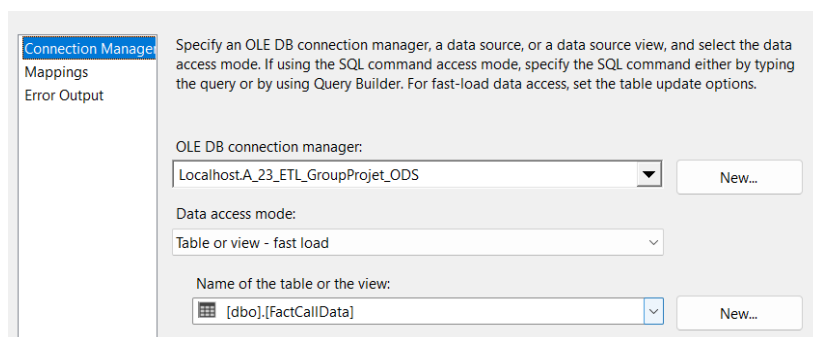 Connection Manager
Mappings
Error Output
Specify an OLE DB connection manager, a data source, or a data source view, and select the data
access mode. If using the SQL command access mode, specify the SQL command either by typing
the query or by using Query Builder. For fast-load data access, set the table update options.
OLE DB connection manager:
Localhost.A_23_ETL_GroupProjet_ODS
New...
Data access mode:
Table or view - fast load
Name of the table or the view:
[dbo].[FactCallData]
New...